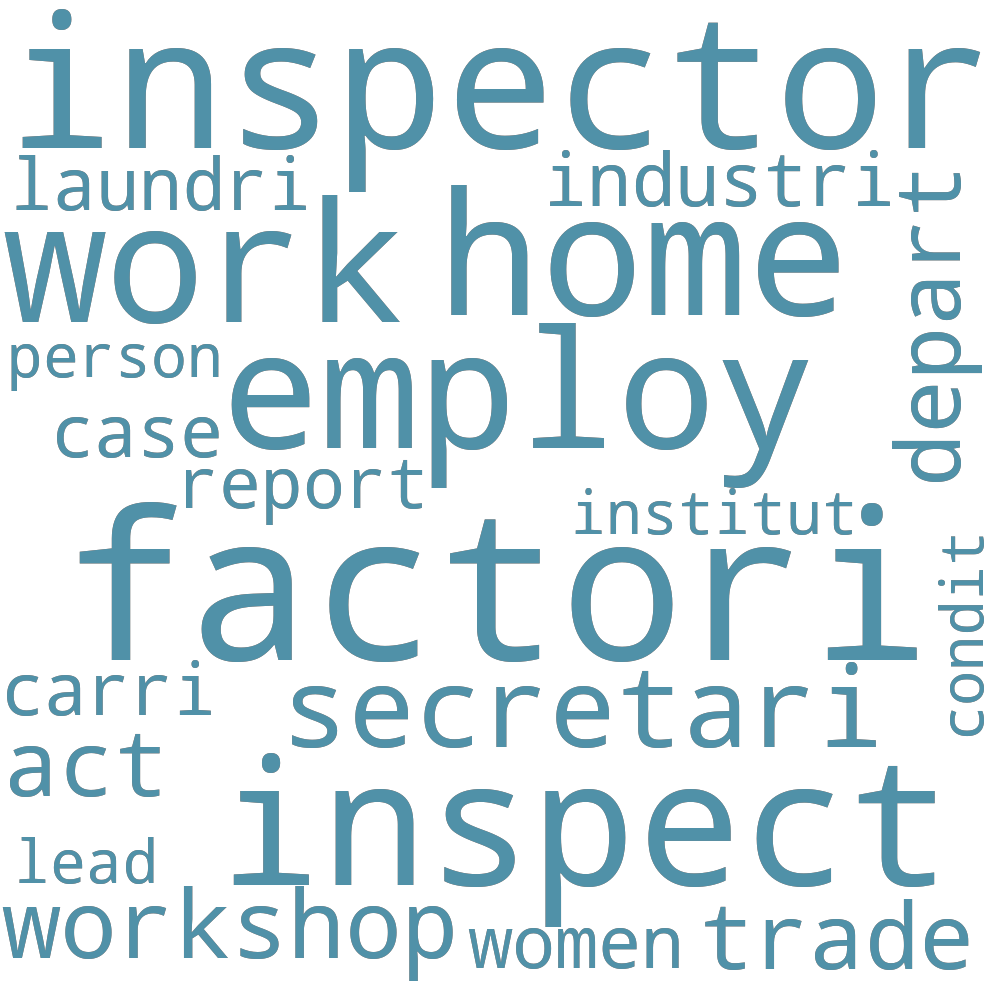 inspector
laundri
industri
depart
work
home
person
employ
case
report
institut
factori
condit
carri
secretari
act
inspect
lead
workshop
women
trade